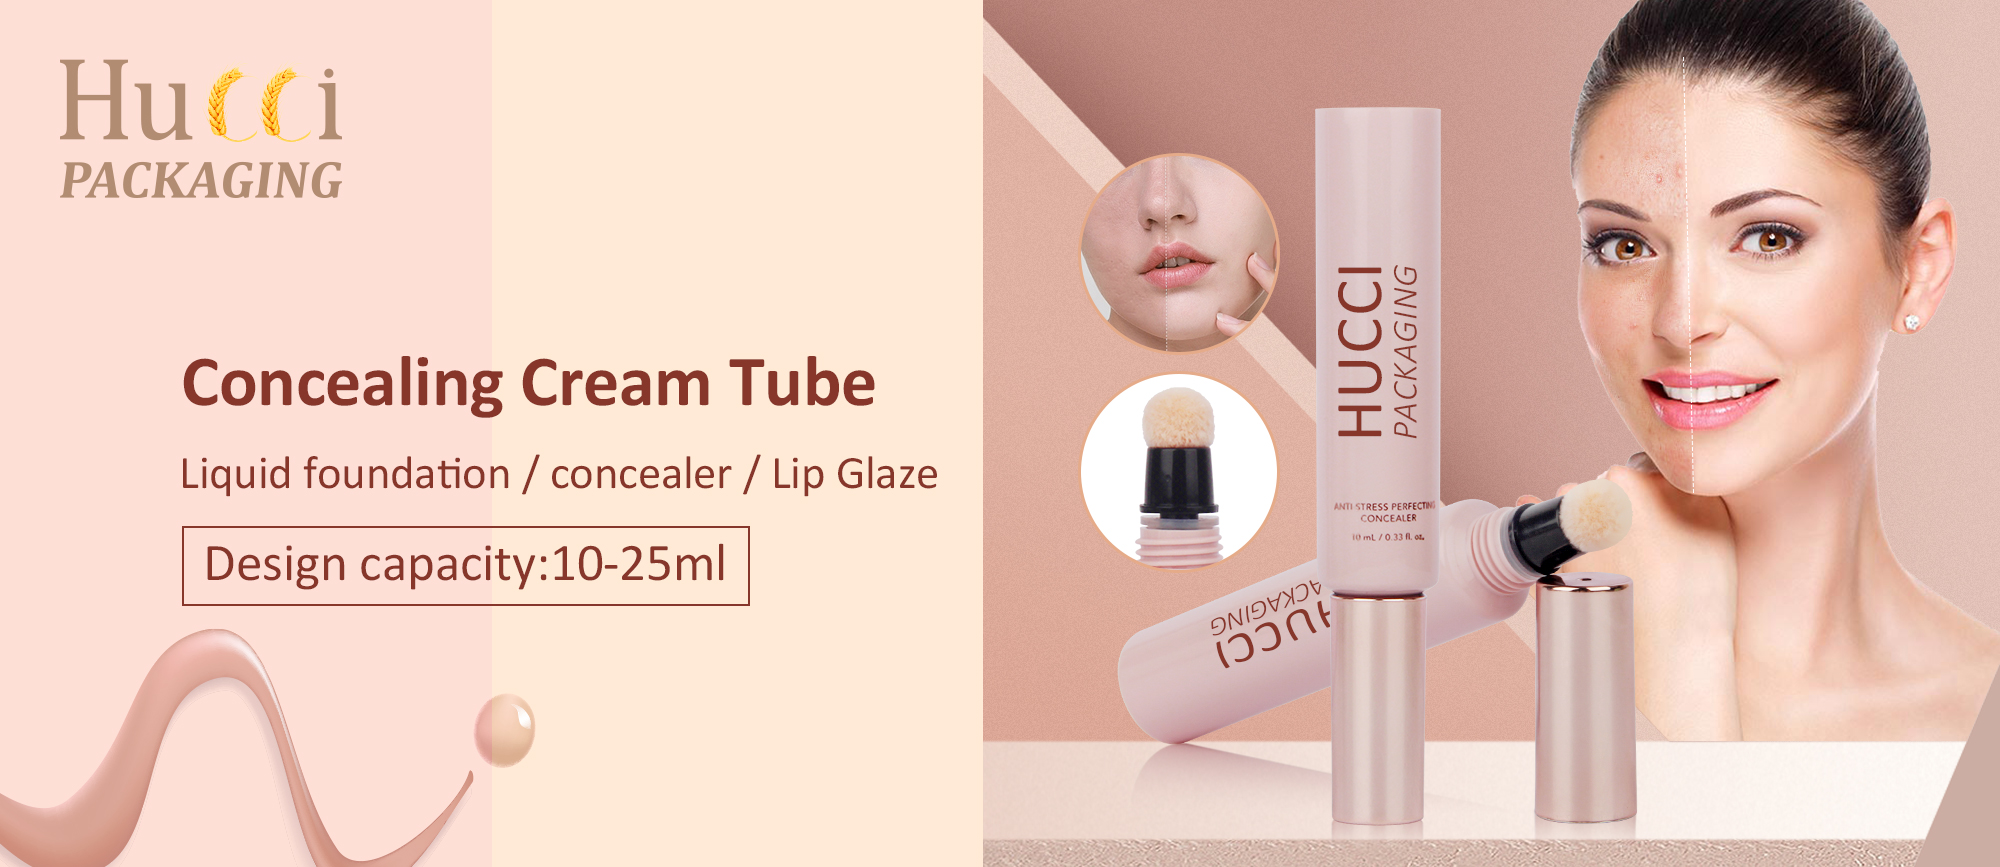 Hucci
PACKAGING
Concealing Cream Tube
Liquid foundation / concealer / Lip Glaze
Design capacity:10-25ml
HUCCI
PACKAGING
ANTI-STRESS PERFECTING
CONCEALER
10 mL / 0.33 fl. oz.
HUCCI
PACKAGING